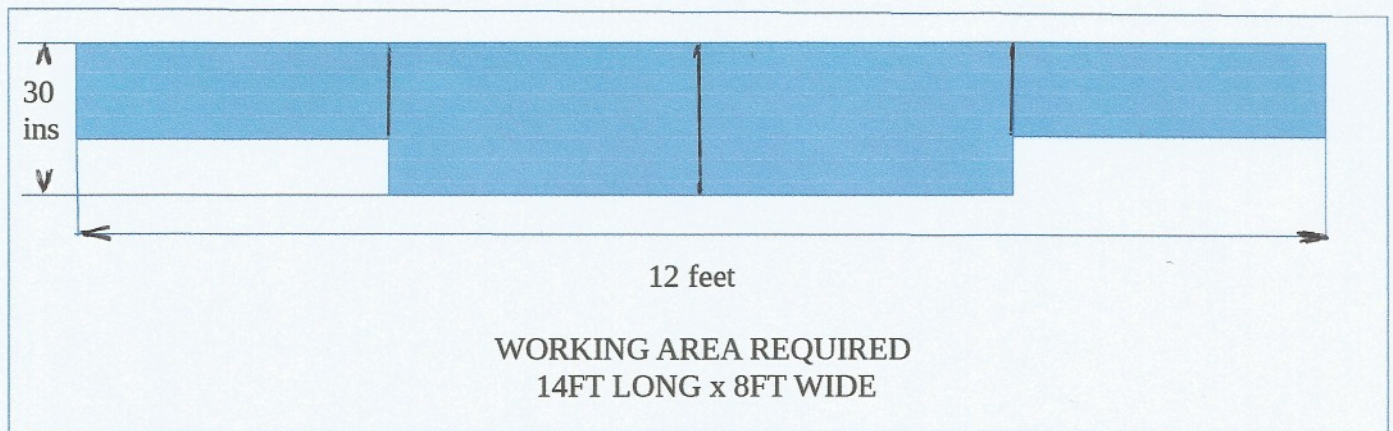 30
ins
12 feet
WORKING AREA REQUIRED
14FT LONG x 8FT WIDE